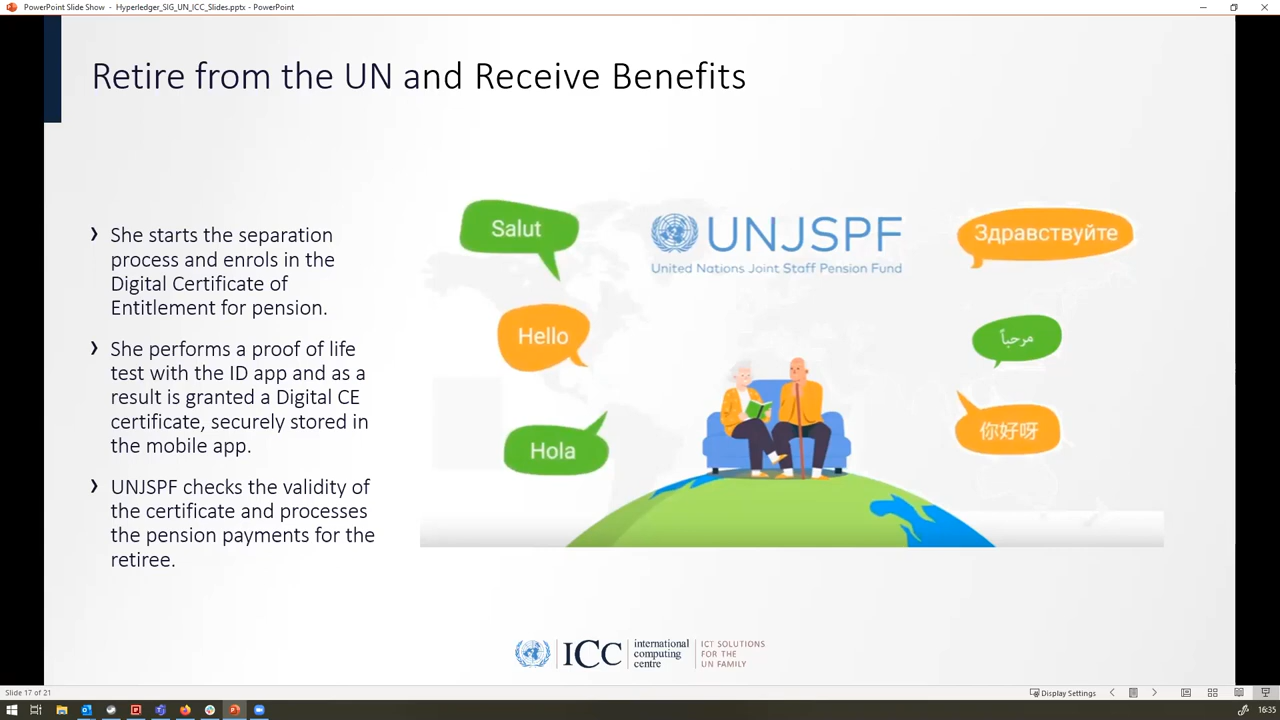 PowerPoint Slide Show - Hyperledger_SIG_UN_ICC_Slides.pptx - PowerPoint
Retire from the UN and Receive Benefits
› She starts the separation
process and enrols in the
Digital Certificate of
Entitlement for pension.
› She performs a proof of life
test with the ID app and as a
result is granted a Digital CE
certificate, securely stored in
the mobile app.
› UNJSPF checks the validity of
the certificate and processes
the pension payments for the
retiree.
Salut
Hello
Hola
UNJSPF
United Nations Joint Staff Pension Fund
Здравствуйте
مرحباً
你好呀
ICC
international
computing
centre
ICT SOLUTIONS
FOR THE
UN FAMILY
Slide 17 of 21
Display Settings
16:35